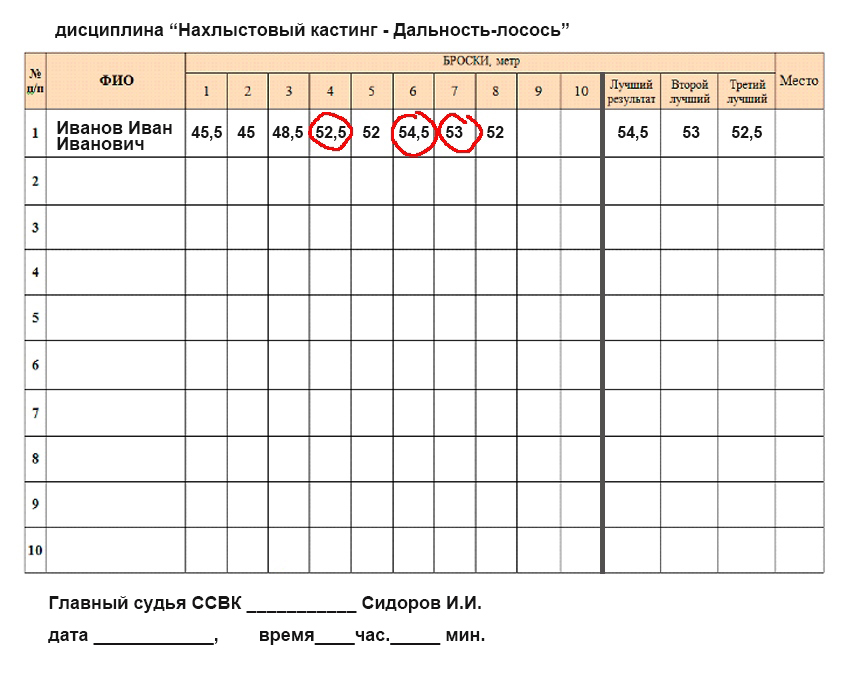 дисциплина “Нахлыстовый кастинг - Дальность-лосось”
№ п/п ФИО БРОСКИ, метр Место
1 2 3 4 5 6 7 8 9 10 Лучший результат Второй лучший Третий лучший
1 Иванов Иван Иванович 45,5 45 48,5 52,5 52 54,5 53 52 54,5 53 52,5
2
3
4
5
6
7
8
9
10
Главный судья ССВК ___________ Сидоров И.И.
дата ____________, время____час._____ мин.